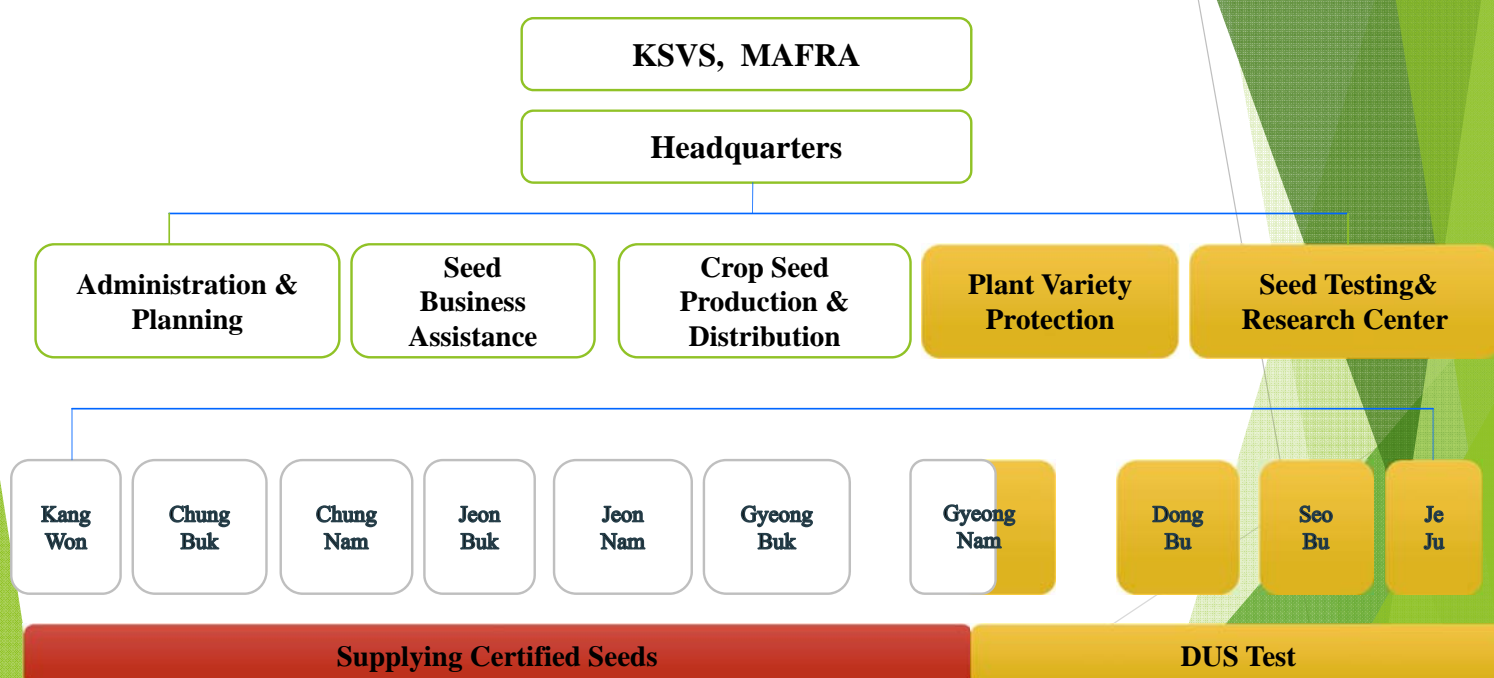 KSVS, MAFRA
Headquarters
Administration &
Planning
Seed
Business
Assistance
Crop Seed
Production &
Distribution
Plant Variety
Protection
Seed Testing&
Research Center
Kang
Won
Chung
Buk
Chung
Nam
Jeon
Buk
Jeon
Nam
Gyeong
Buk
Gyeong
Nam
Dong
Bu
Seo
Bu
Je
Ju
Supplying Certified Seeds
DUS Test